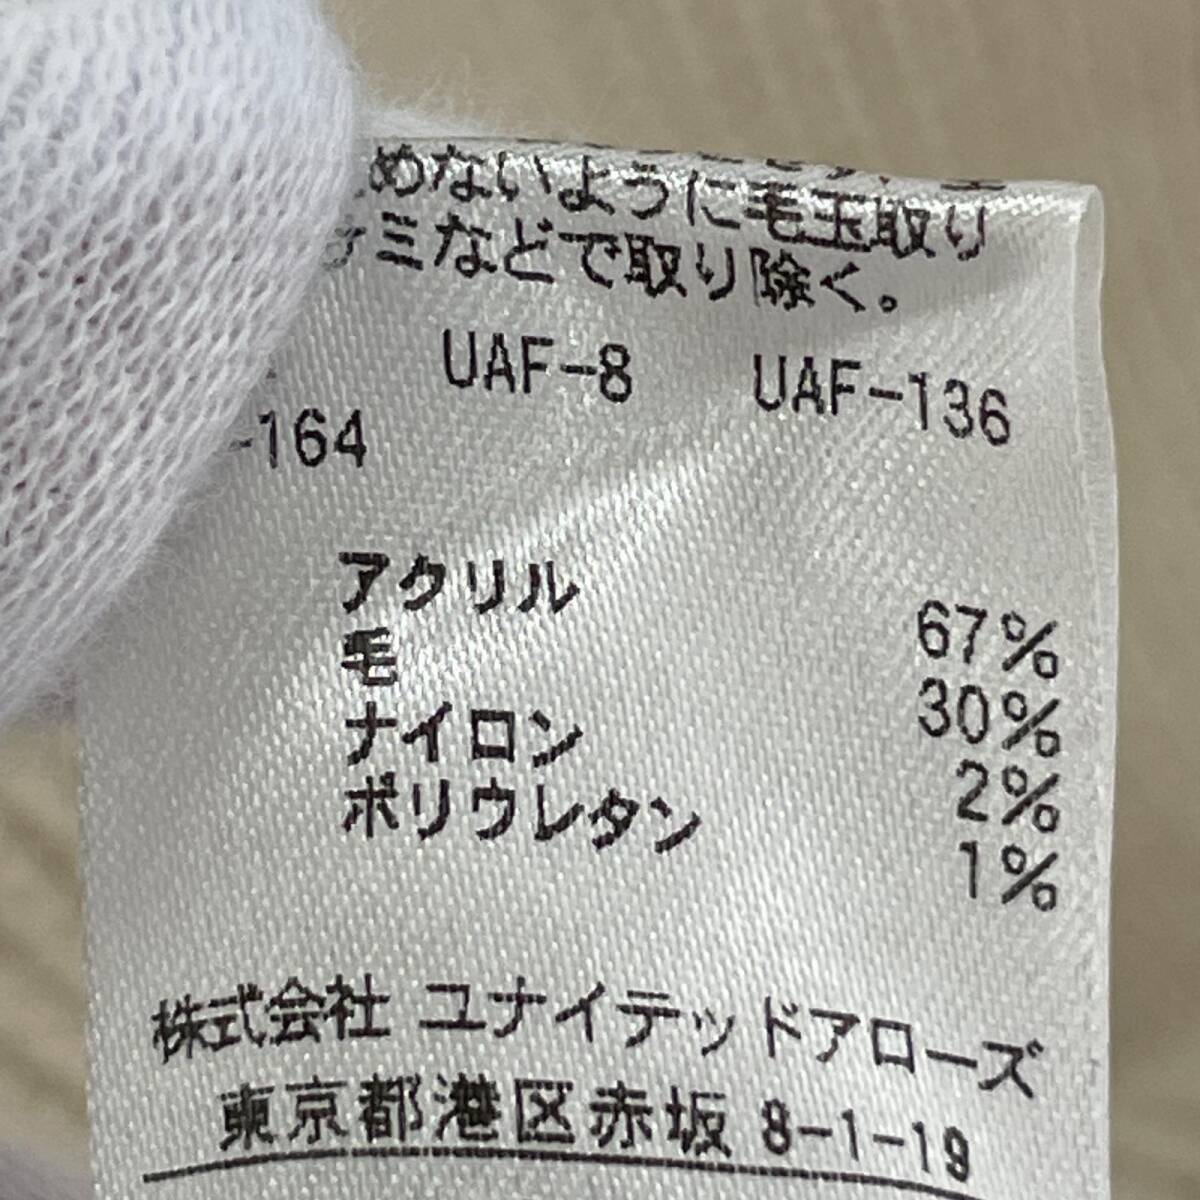 めないように毛玉取り
ケミなどで取り除く。
UAF-8 UAF-136
-164
アクリル 67%
毛 30%
ナイロン 2%
ポリウレタン 1%
株式会社 ユナイテッドアローズ
東京都港区赤坂 8-1-19